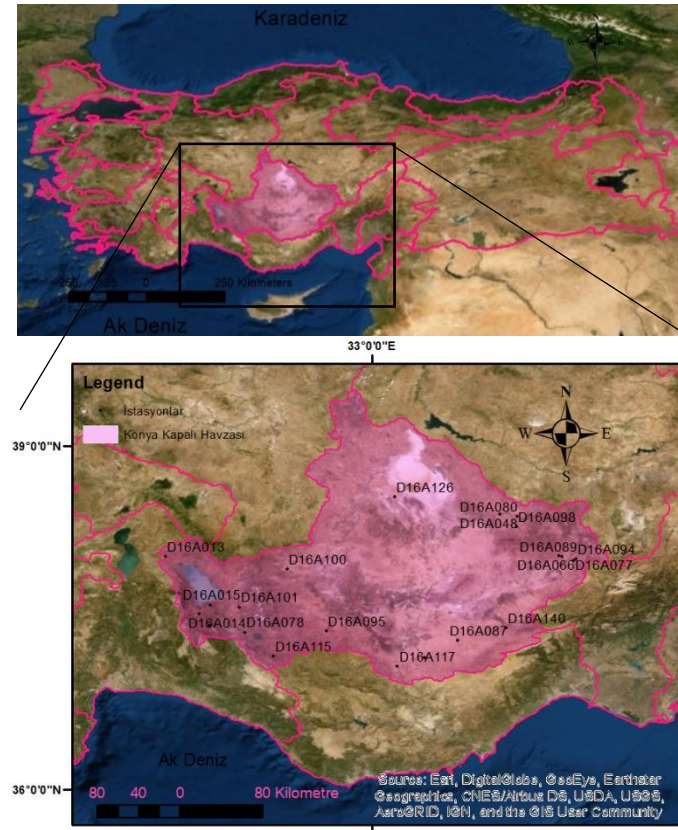 Karadeniz
N
250 125 0 250 Kilometers
Ak Deniz
33°0'0"E
Legend
İstasyonlar
Konya Kapalı Havzası
N
W E
S
39°0'0"N
D16A126
D16A080
D16A048 D16A098
D16A013
D16A100
D16A089 D16A094
D16A066 D16A077
D16A015 D16A101
D16A014 D16A078 D16A095
D16A140
D16A087
D16A115
D16A117
Ak Deniz
80 40 0 80 Kilometre
36°0'0"N
Source: Esri, DigitalGlobe, GeoEye, Earthstar
Geographics, CNES/Airbus DS, USDA, USGS,
AeroGRID, IGN, and the GIS User Community